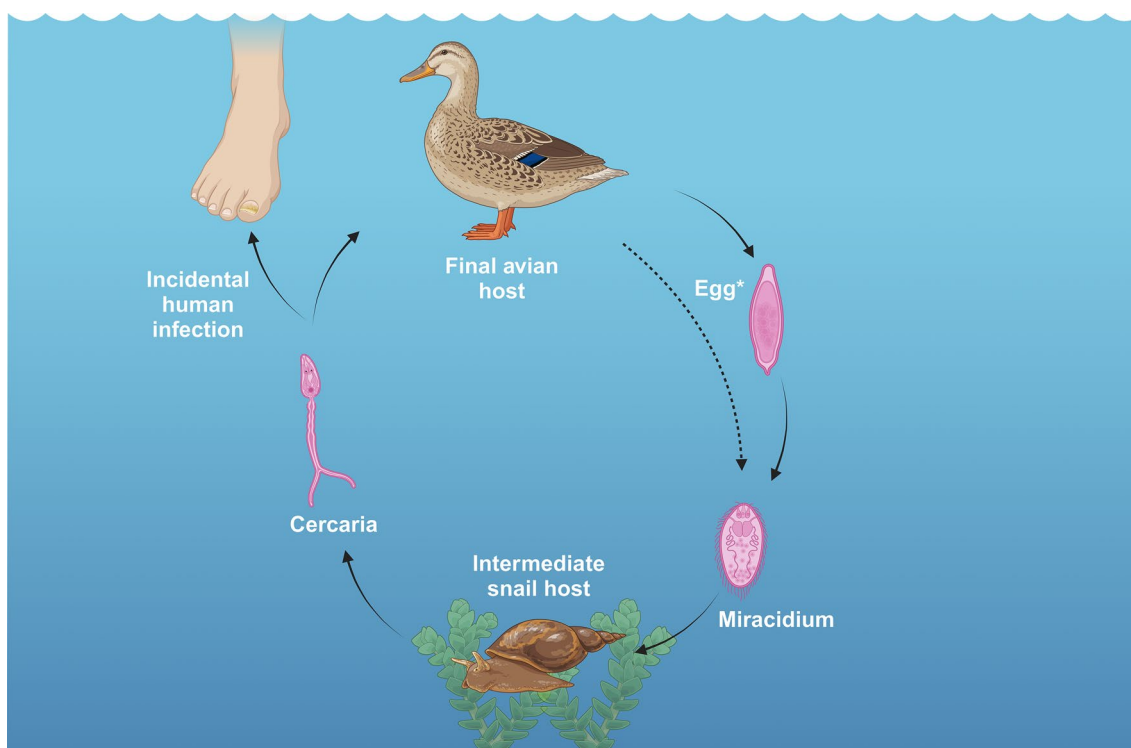 Final avian
host
Egg*
Incidental
human
infection
Cercaria
Intermediate
snail host
Miracidium